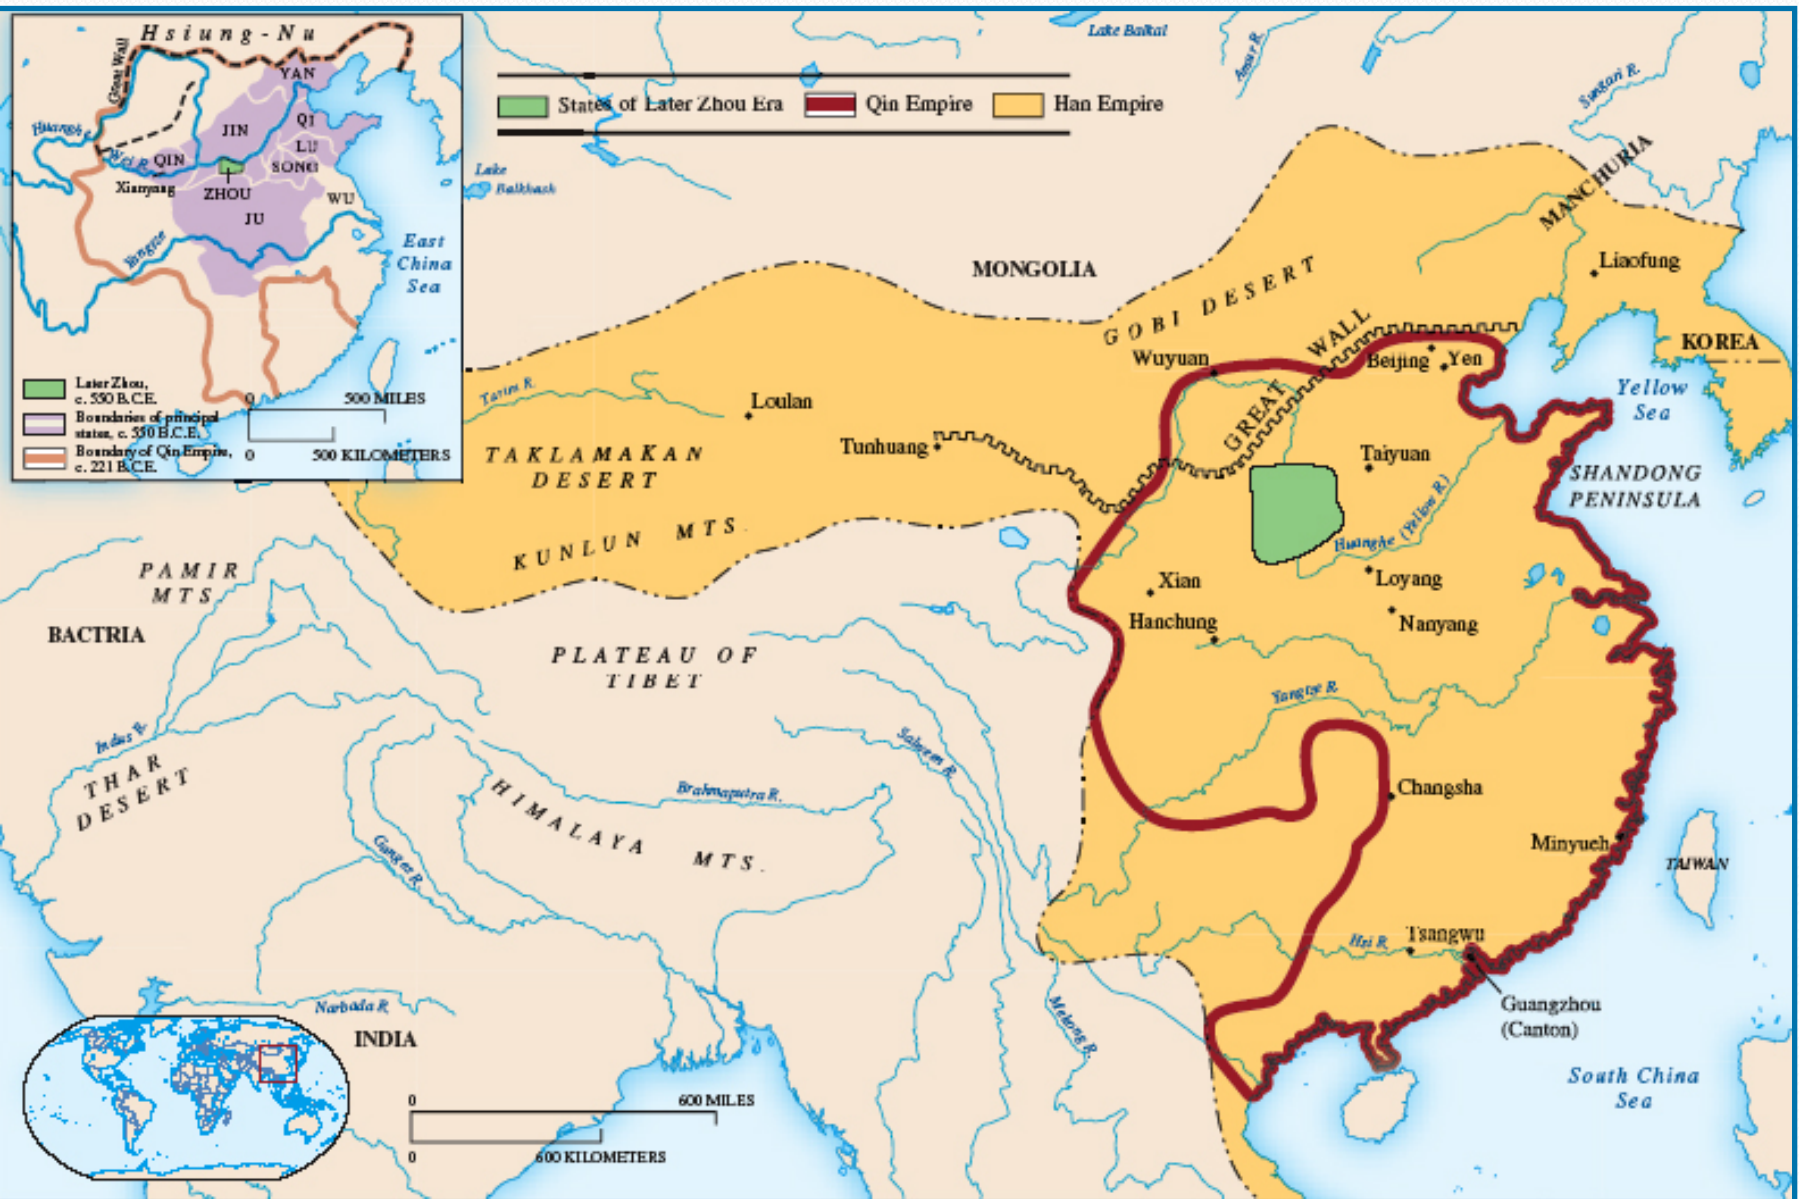 Hsiung-Nu
Great Wall
YAN
Huanghe
JIN
QI
LU
Wei R.
QIN
SONG
Xianyang
ZHOU
WU
JU
Yangtze
East
China
Sea
Later Zhou,
c. 550 B.C.E.
Boundaries of principal
states, c. 550 B.C.E.
Boundary of Qin Empire,
c. 221 B.C.E.
0 500 MILES
0 500 KILOMETERS
Lake Baikal
Amur R.
Sungari R.
States of Later Zhou Era
Qin Empire
Han Empire
Lake
Balkhash
MANCHURIA
MONGOLIA
GOBI DESERT
Liaofung
GREAT WALL
KOREA
Wuyuan
Beijing
Yen
Yellow
Sea
Tarim R.
Loulan
Tunhuang
TAKLAMAKAN
DESERT
Taiyuan
SHANDONG
PENINSULA
Huanghe (Yellow R.)
KUNLUN MTS.
PAMIR
MTS.
Xian
Loyang
BACTRIA
Hanchung
Nanyang
PLATEAU OF
TIBET
Yangtze R.
Indus R.
Salween R.
THAR
DESERT
Brahmaputra R.
HIMALAYA MTS.
Changsha
Minyueh
TAIWAN
Ganges R.
Hsi R.
Tsangwu
Guangzhou
(Canton)
Mekong R.
Narbada R.
INDIA
South China
Sea
0 600 MILES
0 600 KILOMETERS